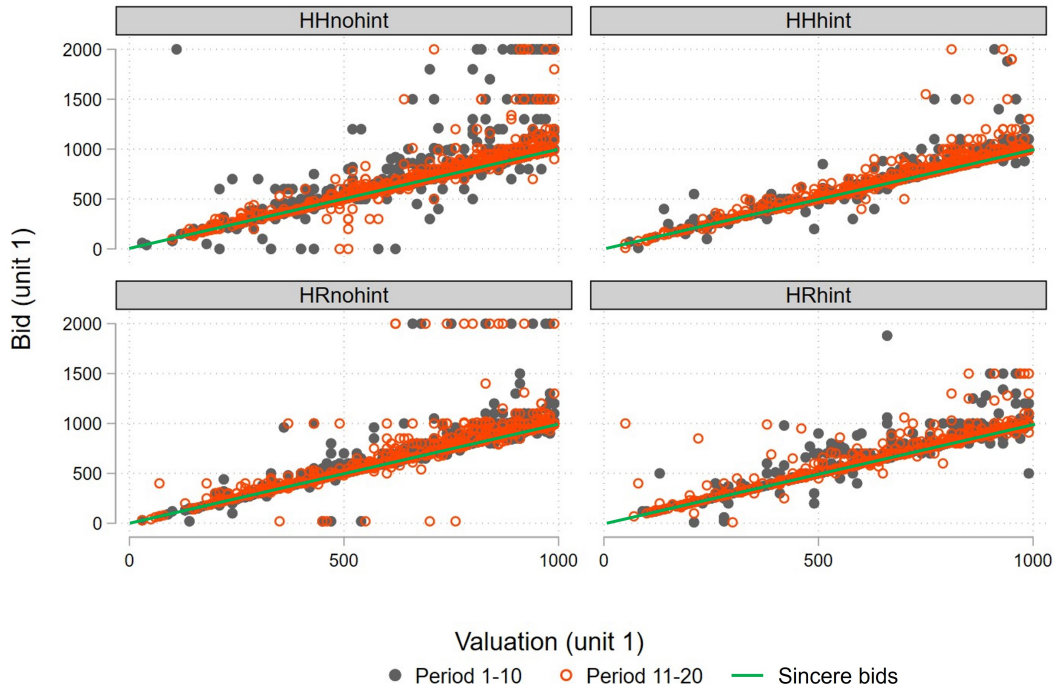 HHnohint
HHhint
2000
1500
1000
500
0
HRnohint
HRhint
2000
1500
1000
500
0
0
500
1000
0
500
1000
Bid (unit 1)
Valuation (unit 1)
Period 1-10
Period 11-20
Sincere bids